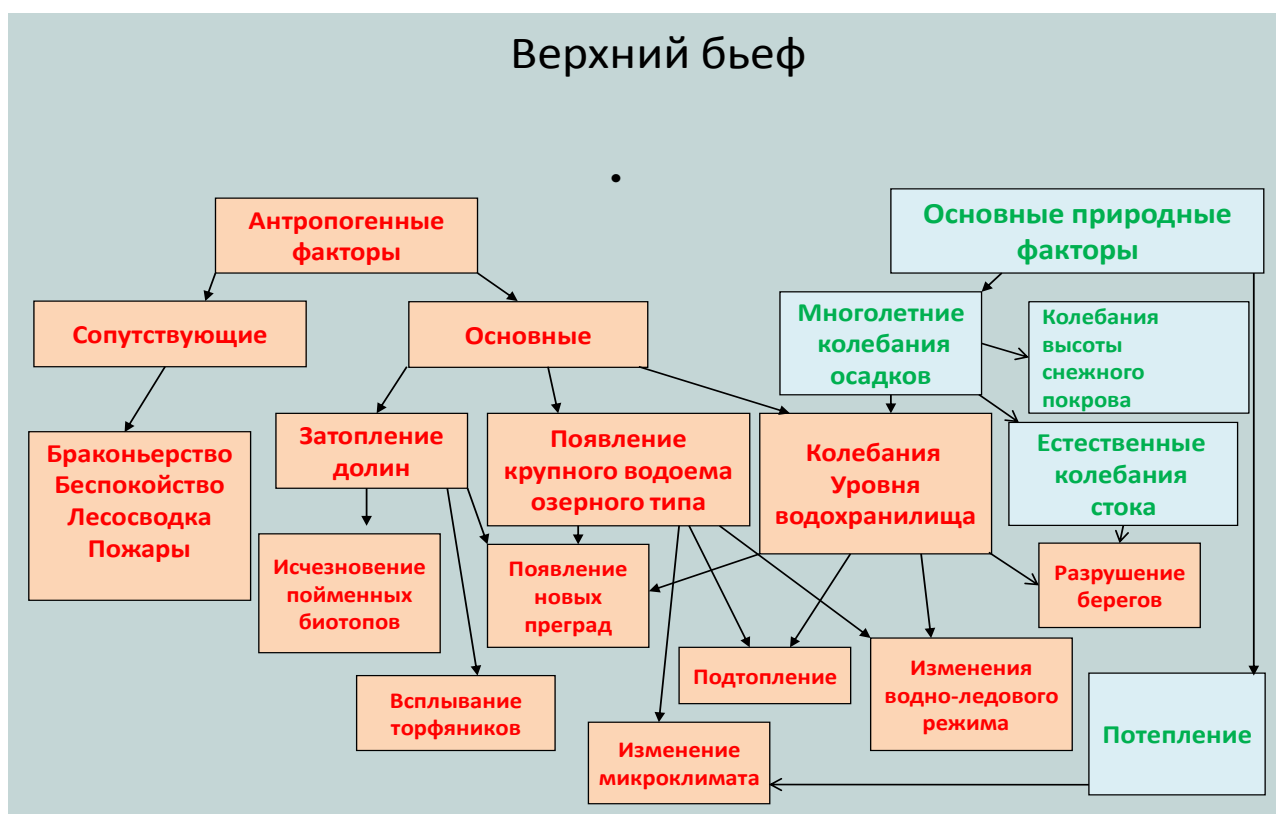 Верхний бьеф
Антропогенные
факторы
Основные природные
факторы
Сопутствующие
Основные
Многолетние
колебания
осадков
Колебания
высоты
снежного
покрова
Браконьерство
Беспокойство
Лесосводка
Пожары
Затопление
долин
Появление
крупного водоема
озерного типа
Колебания
Уровня
водохранилища
Естественные
колебания
стока
Исчезновение
пойменных
биотопов
Появление
новых
преград
Разрушение
берегов
Всплывание
торфяников
Подтопление
Изменения
водно-ледового
режима
Изменение
микроклимата
Потепление